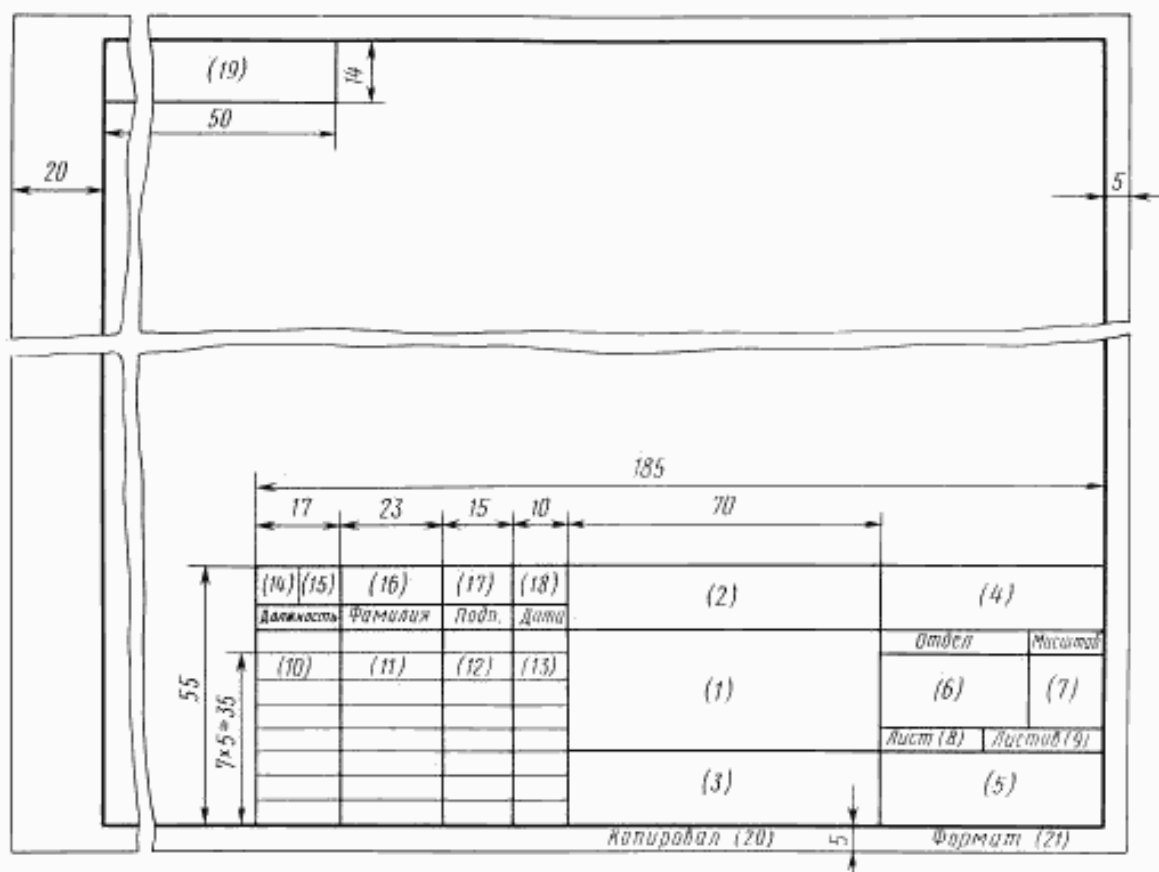 (19)
14
50
20
5
185
17 23 15 10 70
(14) (15) (16) (17) (18) (2) (4)
Должность Фамилия Подп. Дата
Отдел Масштаб
(10) (11) (12) (13) (1) (6) (7)
55
7×5=35
Лист (8) Листов (9)
(3) (5)
Копировал (20) 5 Формат (21)